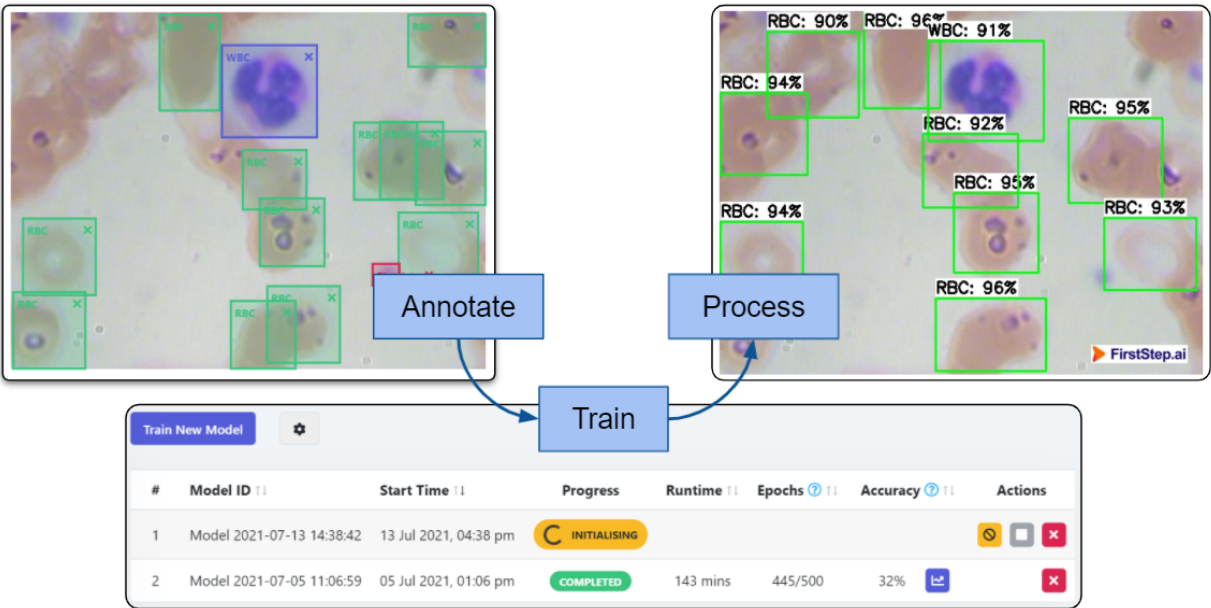 RBC ×
×
WBC ×
RBC
RBC ×
RBC ×
RBC ×
RBC ×
RBC ×
RBC ×
RBC ×
RBC ×
RBC ×
RBC
RBC: 90%
RBC: 96%
WBC: 91%
RBC: 94%
RBC: 95%
RBC: 92%
RBC: 95%
RBC: 94%
RBC: 93%
RBC: 96%
FirstStep.ai
Annotate
Process
Train
Train New Model
# Model ID Start Time Progress Runtime Epochs ? Accuracy ? Actions
1 Model 2021-07-13 14:38:42 13 Jul 2021, 04:38 pm INITIALISING
2 Model 2021-07-05 11:06:59 05 Jul 2021, 01:06 pm COMPLETED 143 mins 445/500 32%